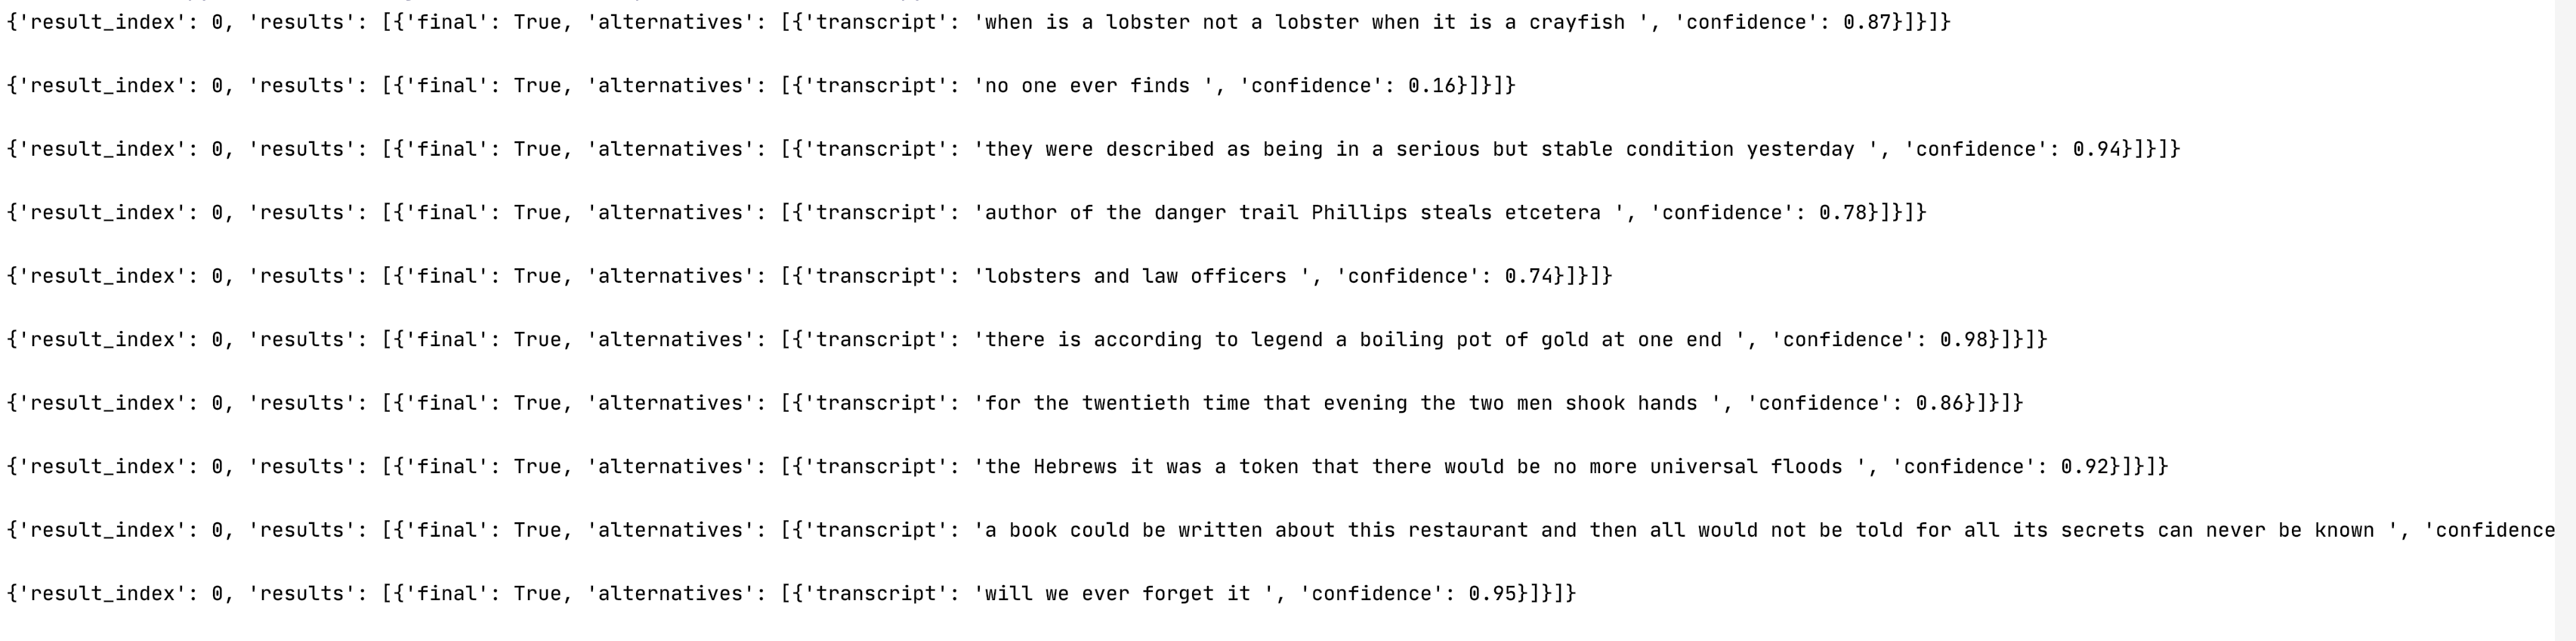 {'result_index': 0, 'results': [{'final': True, 'alternatives': [{'transcript': 'when is a lobster not a lobster when it is a crayfish ', 'confidence': 0.87}]}]}
{'result_index': 0, 'results': [{'final': True, 'alternatives': [{'transcript': 'no one ever finds ', 'confidence': 0.16}]}]}
{'result_index': 0, 'results': [{'final': True, 'alternatives': [{'transcript': 'they were described as being in a serious but stable condition yesterday ', 'confidence': 0.94}]}]}
{'result_index': 0, 'results': [{'final': True, 'alternatives': [{'transcript': 'author of the danger trail Phillips steals etcetera ', 'confidence': 0.78}]}]}
{'result_index': 0, 'results': [{'final': True, 'alternatives': [{'transcript': 'lobsters and law officers ', 'confidence': 0.74}]}]}
{'result_index': 0, 'results': [{'final': True, 'alternatives': [{'transcript': 'there is according to legend a boiling pot of gold at one end ', 'confidence': 0.98}]}]}
{'result_index': 0, 'results': [{'final': True, 'alternatives': [{'transcript': 'for the twentieth time that evening the two men shook hands ', 'confidence': 0.86}]}]}
{'result_index': 0, 'results': [{'final': True, 'alternatives': [{'transcript': 'the Hebrews it was a token that there would be no more universal floods ', 'confidence': 0.92}]}]}
{'result_index': 0, 'results': [{'final': True, 'alternatives': [{'transcript': 'a book could be written about this restaurant and then all would not be told for all its secrets can never be known ', 'confidence
{'result_index': 0, 'results': [{'final': True, 'alternatives': [{'transcript': 'will we ever forget it ', 'confidence': 0.95}]}]}